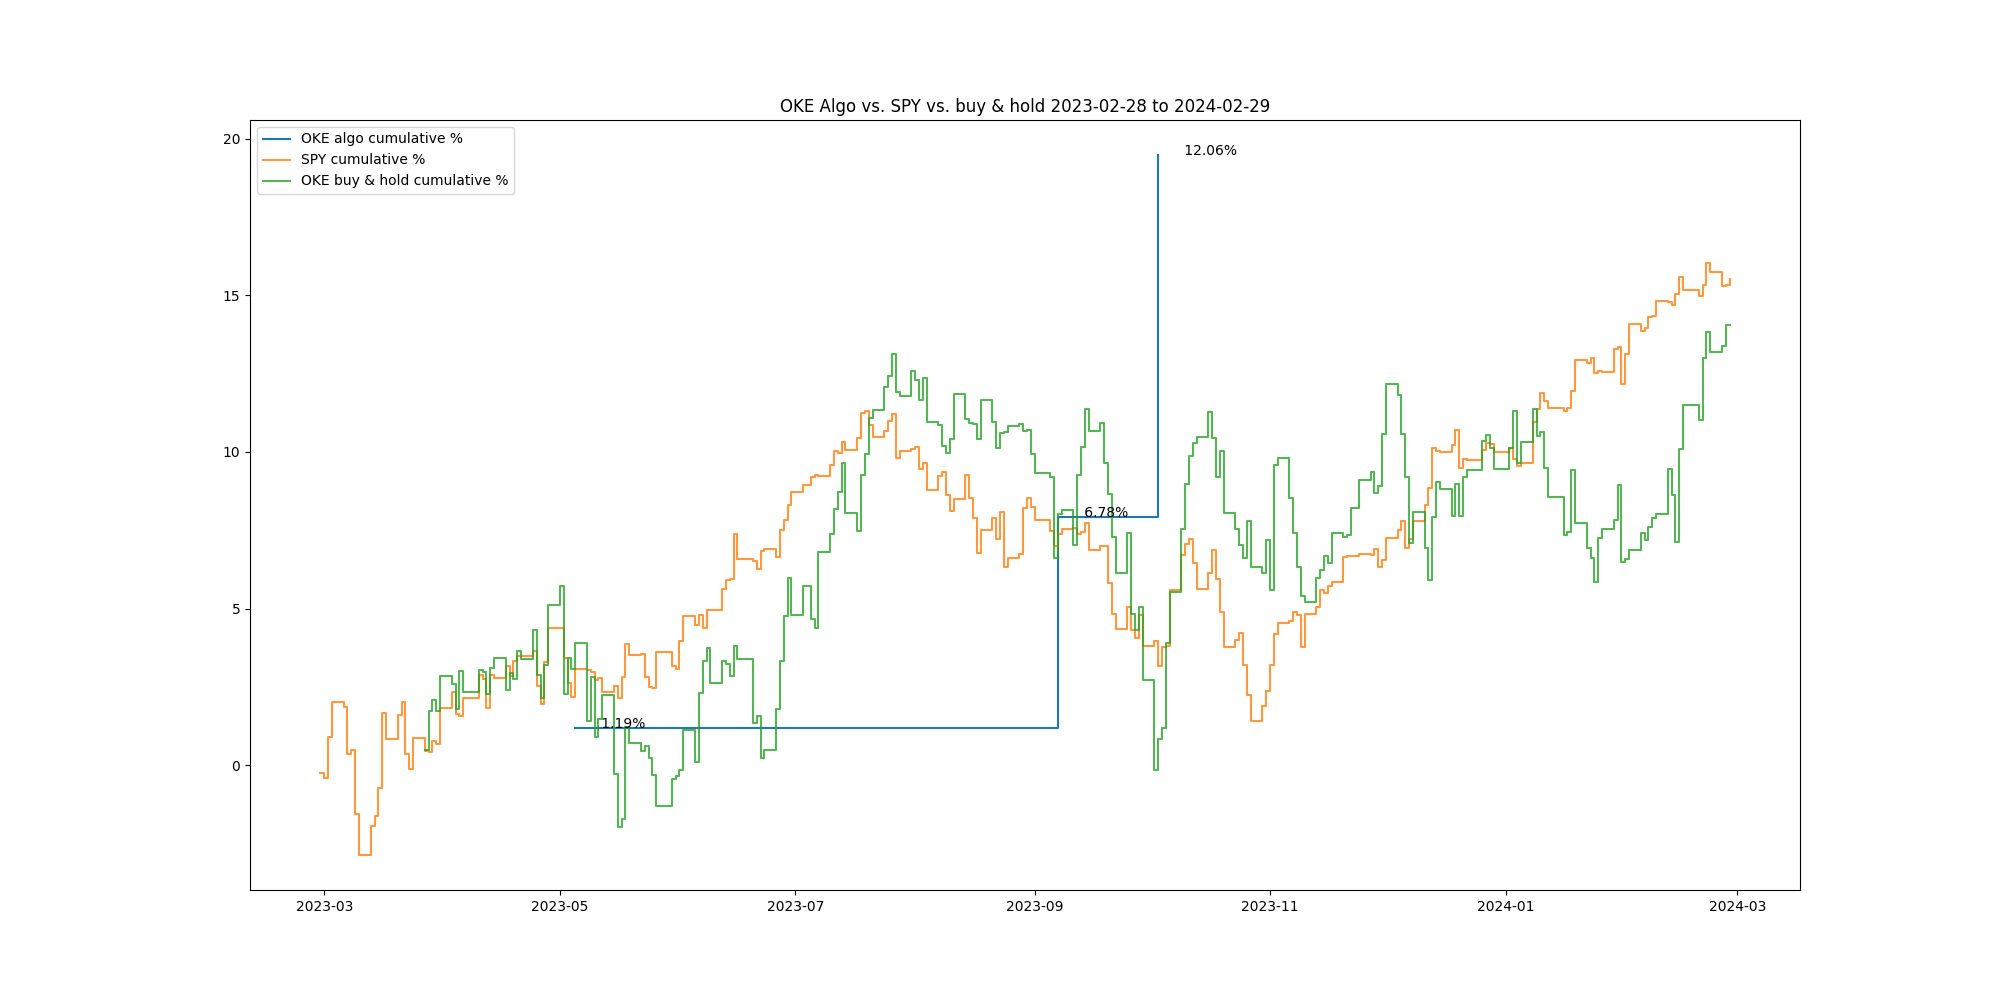 OKE Algo vs. SPY vs. buy & hold 2023-02-28 to 2024-02-29
OKE algo cumulative %
SPY cumulative %
OKE buy & hold cumulative %
20
15
10
5
0
12.06%
6.78%
1.19%
2023-03 2023-05 2023-07 2023-09 2023-11 2024-01 2024-03